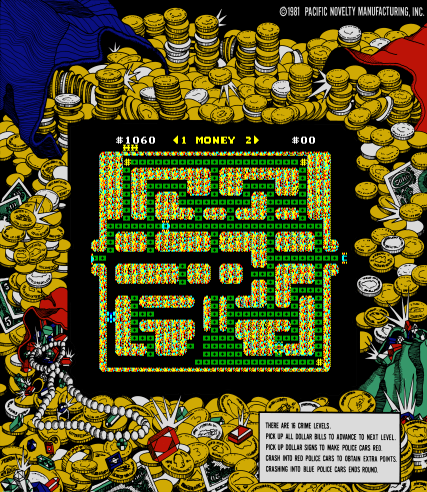 ©1981 PACIFIC NOVELTY MANUFACTURING, INC.
#1060 ◀1 MONEY 2▶ #00
THERE ARE 16 CRIME LEVELS.
PICK UP ALL DOLLAR BILLS TO ADVANCE TO NEXT LEVEL.
PICK UP DOLLAR SIGNS TO MAKE POLICE CARS RED.
CRASH INTO RED POLICE CARS TO OBTAIN EXTRA POINTS.
CRASHING INTO BLUE POLICE CARS ENDS ROUND.